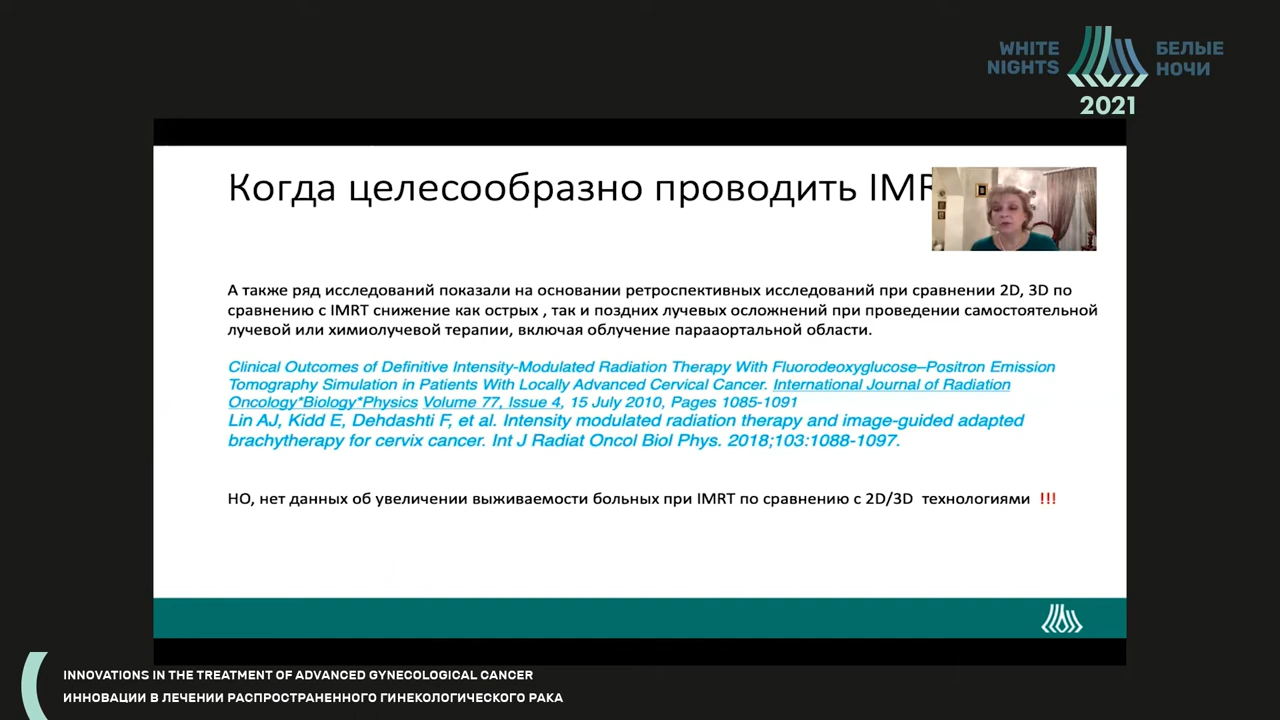 WHITE
NIGHTS
БЕЛЫЕ
НОЧИ
2021
Когда целесообразно проводить
А также ряд исследований показали на основании ретроспективных исследований при сравнении 2D, 3D по
сравнению с IMRT снижение как острых , так и поздних лучевых осложнений при проведении самостоятельной
лучевой или химиолучевой терапии, включая облучение парааортальной области.
Clinical Outcomes of Definitive Intensity-Modulated Radiation Therapy With Fluorodeoxyglucose–Positron Emission
Tomography Simulation in Patients With Locally Advanced Cervical Cancer. International Journal of Radiation
Oncology*Biology*Physics Volume 77, Issue 4, 15 July 2010, Pages 1085-1091
Lin AJ, Kidd E, Dehdashti F, et al. Intensity modulated radiation therapy and image-guided adapted
brachytherapy for cervix cancer. Int J Radiat Oncol Biol Phys. 2018;103:1088-1097.
НО, нет данных об увеличении выживаемости больных при IMRT по сравнению с 2D/3D технологиями !!!
INNOVATIONS IN THE TREATMENT OF ADVANCED GYNECOLOGICAL CANCER
ИННОВАЦИИ В ЛЕЧЕНИИ РАСПРОСТРАНЕННОГО ГИНЕКОЛОГИЧЕСКОГО РАКА